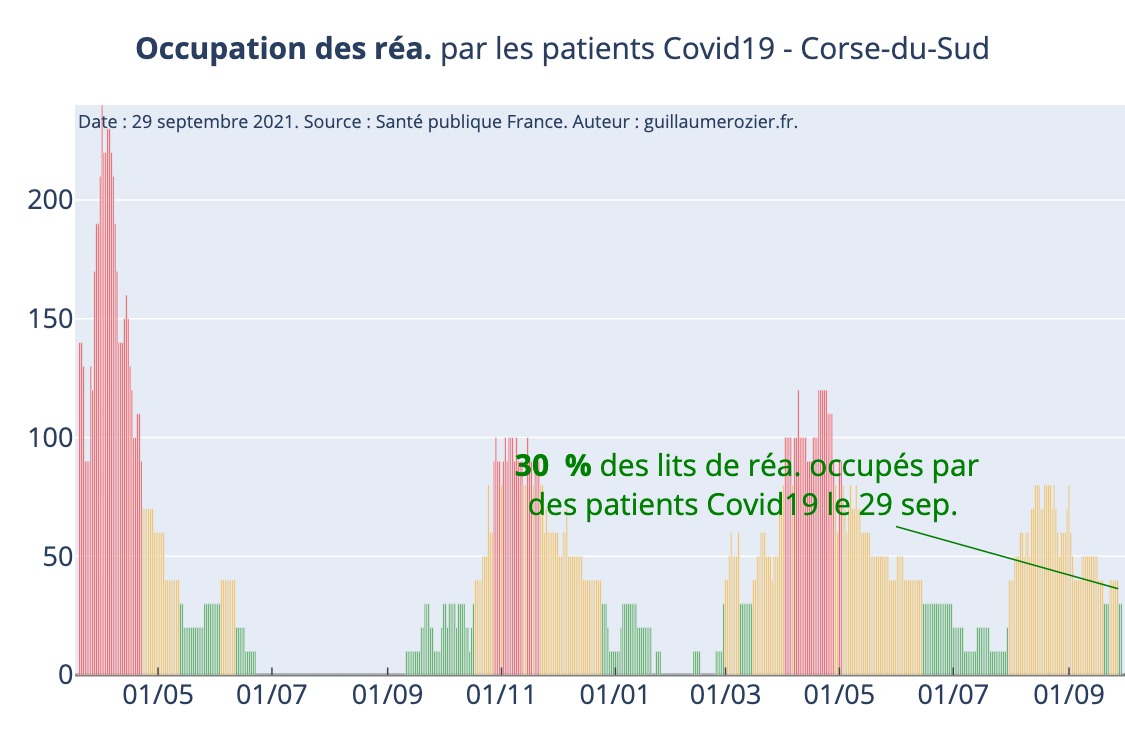 Occupation des réa. par les patients Covid19 - Corse-du-Sud
Date : 29 septembre 2021. Source : Santé publique France. Auteur : guillaumerozier.fr.
200
150
100
50
0
30 % des lits de réa. occupés par
des patients Covid19 le 29 sep.
01/05 01/07 01/09 01/11 01/01 01/03 01/05 01/07 01/09